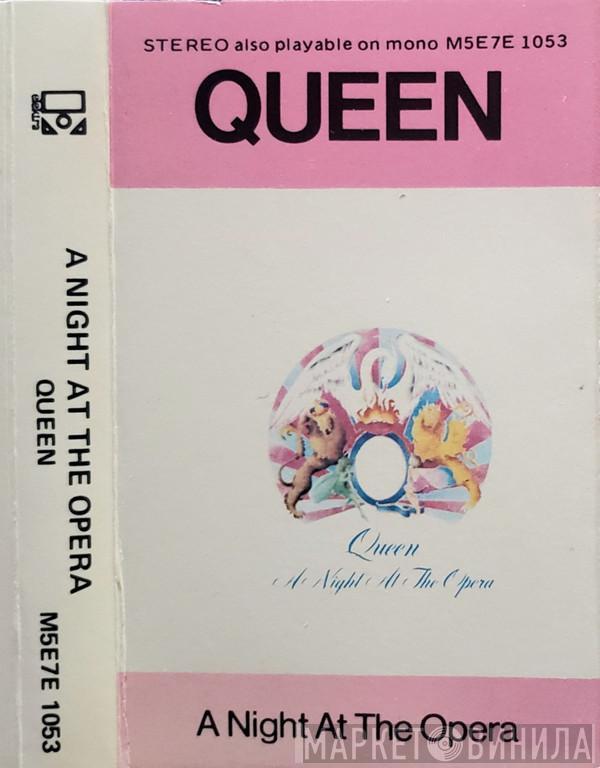 STEREO also playable on mono M5E7E 1053
QUEEN
elektra
A NIGHT AT THE OPERA
QUEEN
M5E7E 1053
Queen
A Night At The Opera
A Night At The Opera
МАРКЕТ ВИНИЛА